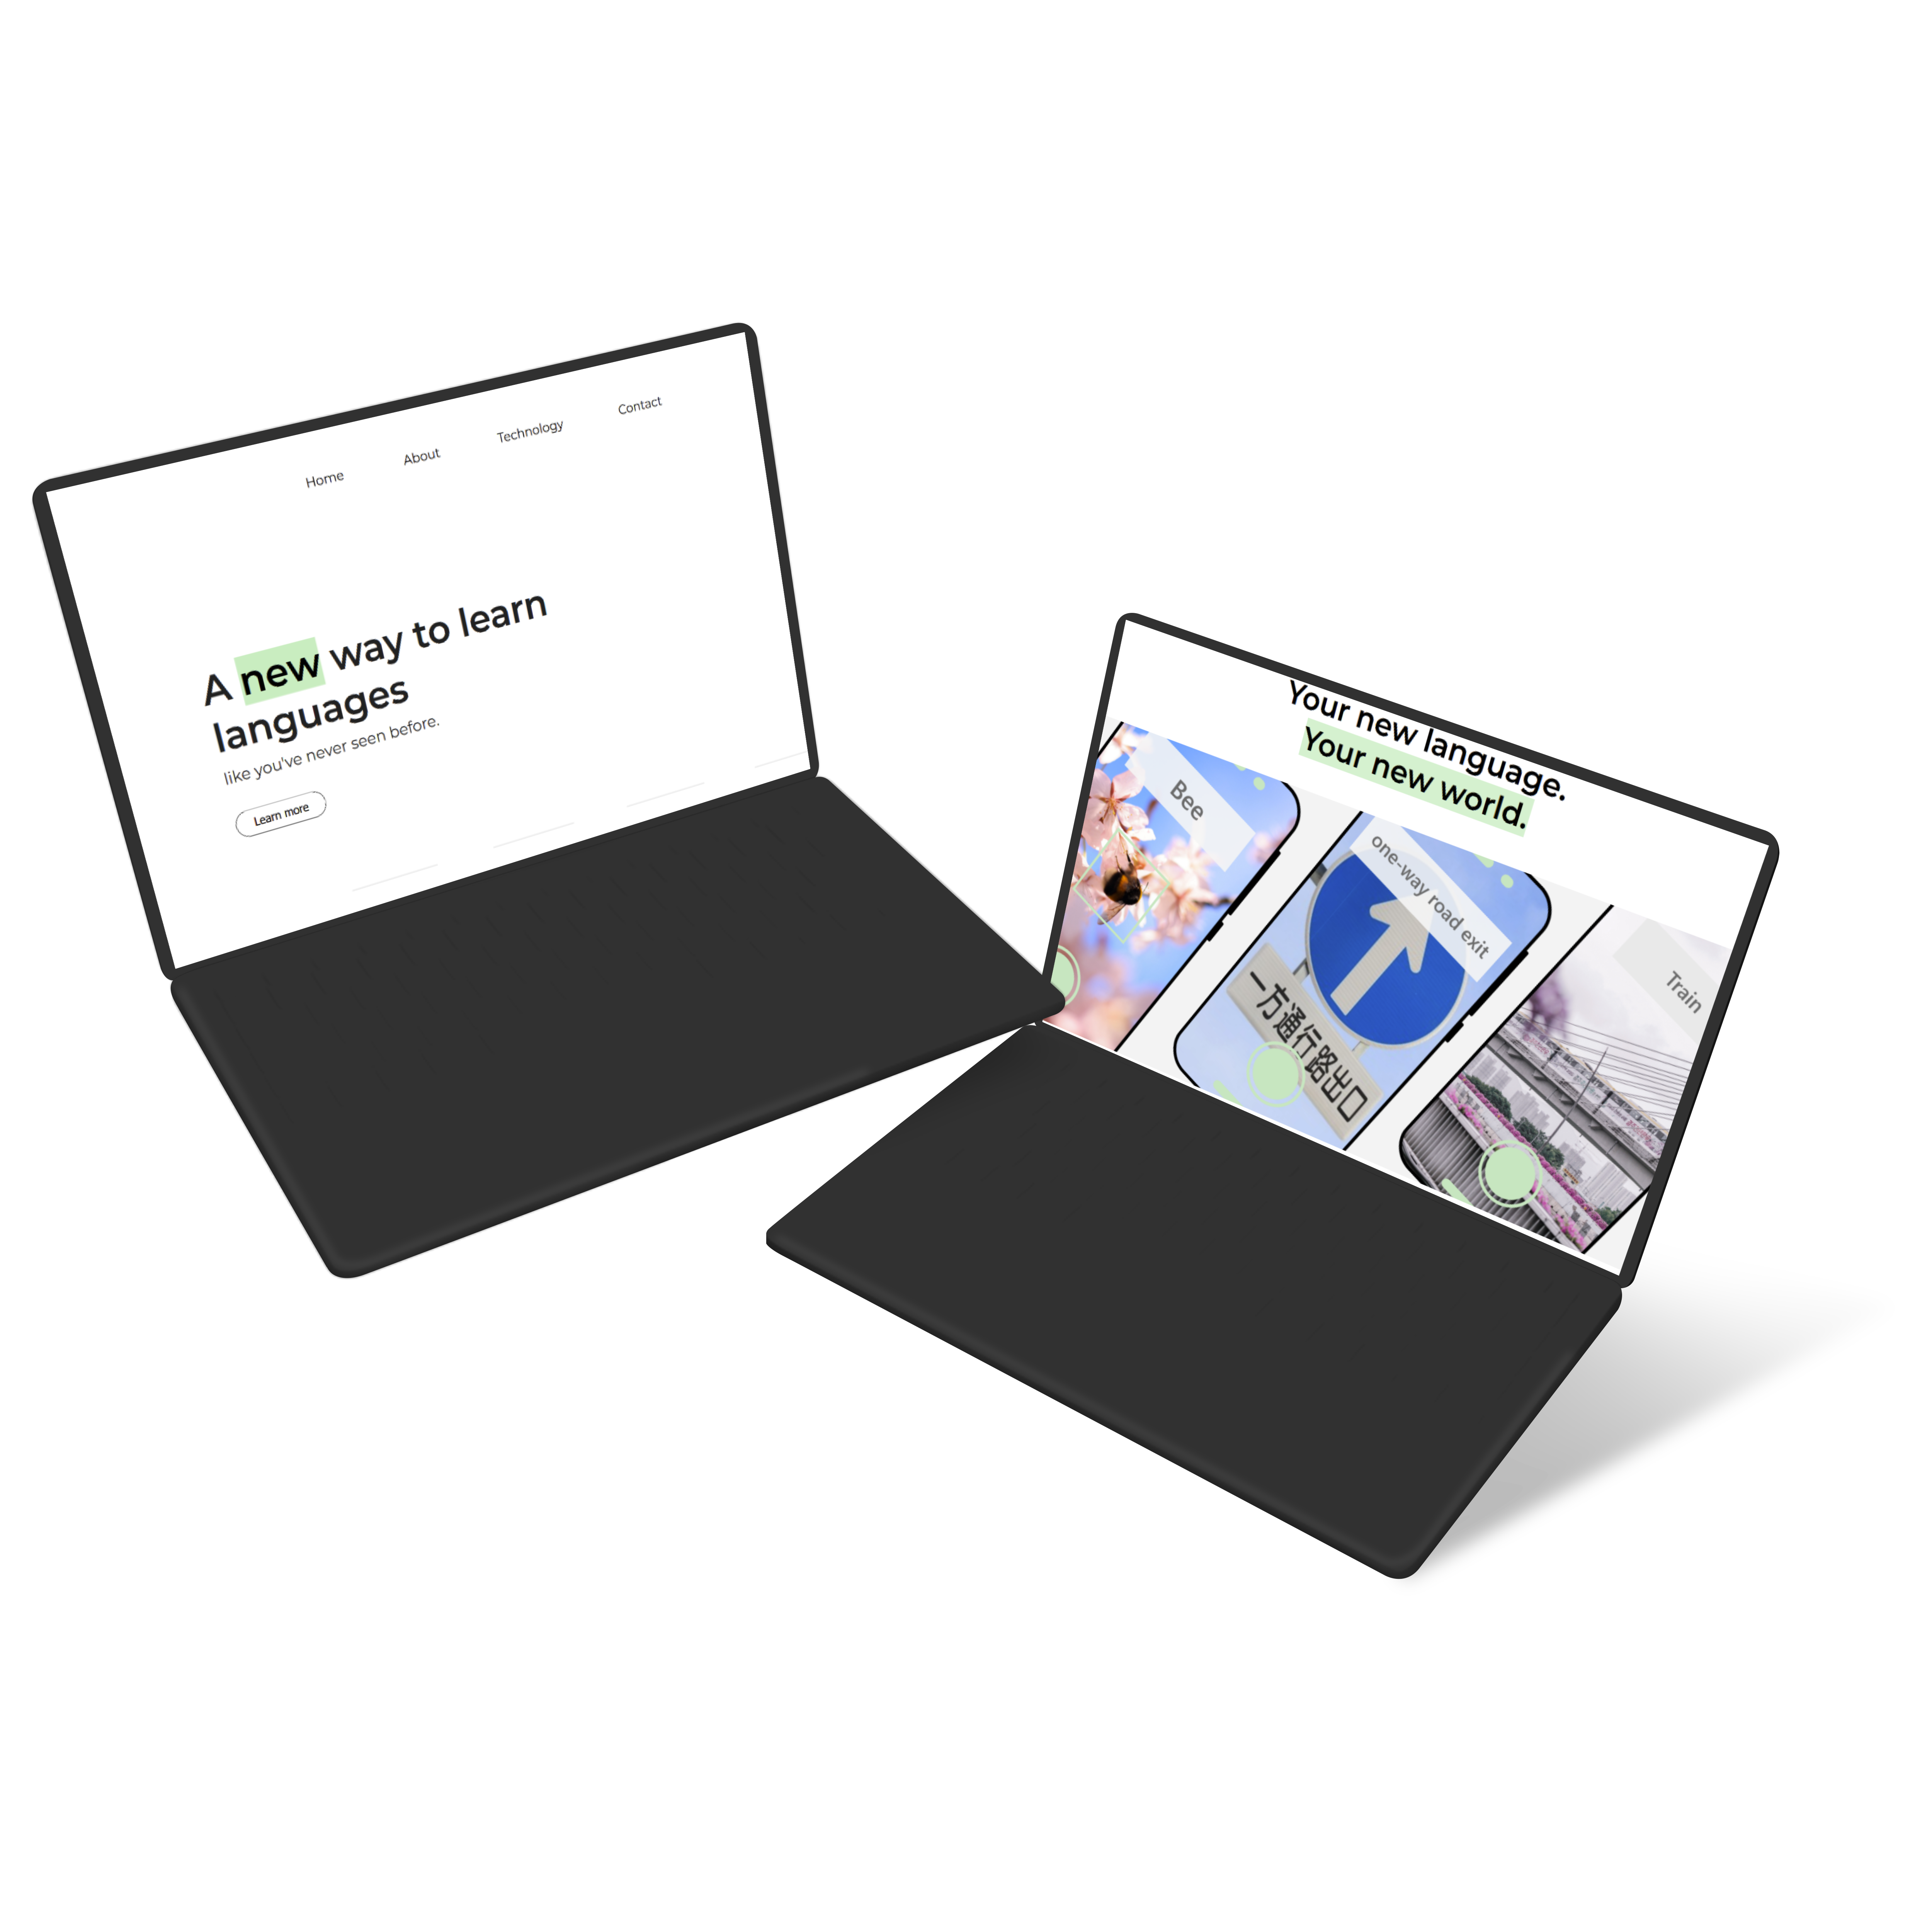 Home
About
Technology
Contact
A new way to learn
languages
like you've never seen before.
Learn more
Your new language.
Your new world.
Bee
one-way road exit
一方通行路出口
Train